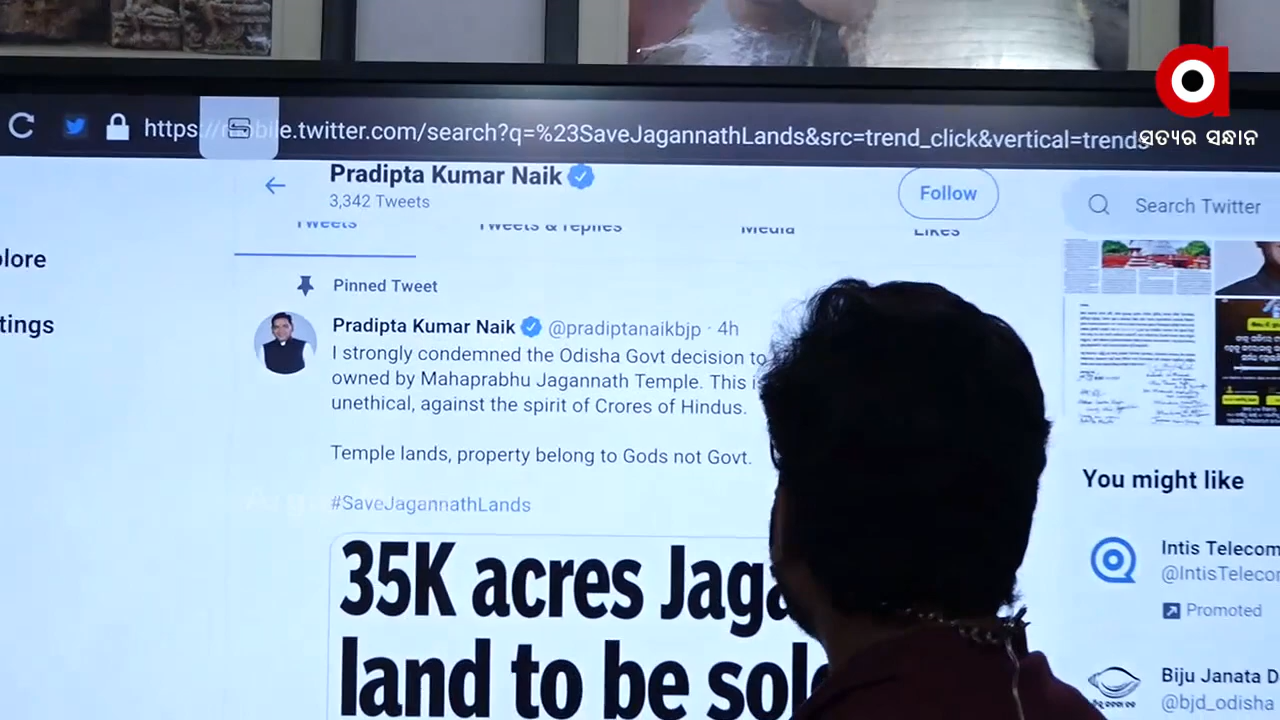 https://mobile.twitter.com/search?q=%23SaveJagannathLands&src=trend_click&vertical=trends
ସତ୍ୟର ସନ୍ଧାନ
Pradipta Kumar Naik
3,342 Tweets
Follow
Search Twitter
Tweets
Tweets & replies
Media
Likes
plore
tings
Pinned Tweet
Pradipta Kumar Naik @pradiptanaikbjp · 4h
I strongly condemned the Odisha Govt decision to
owned by Mahaprabhu Jagannath Temple. This i
unethical, against the spirit of Crores of Hindus.
Temple lands, property belong to Gods not Govt.
#SaveJagannathLands
35K acres Jaga
land to be sol
You might like
Intis Telecom
@IntisTelecor
Promoted
Biju Janata D
@bjd_odisha